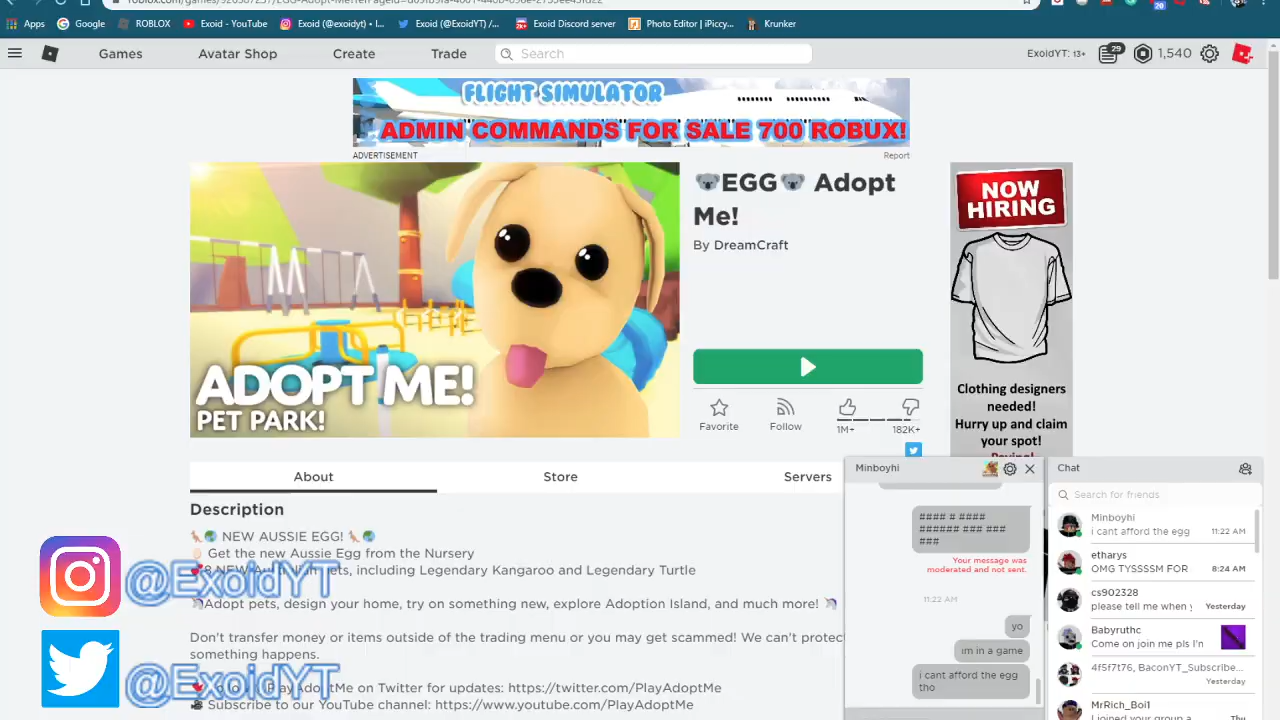 Apps
Google
ROBLOX
Exoid - YouTube
Exoid (@exoidyt) • I...
Exoid (@ExoidYT) /...
Exoid Discord server
Photo Editor | iPiccy...
Krunker
Games
Avatar Shop
Create
Trade
Search
ExoidYT: 13+
29
1,540
FLIGHT SIMULATOR
ADMIN COMMANDS FOR SALE 700 ROBUX!
ADVERTISEMENT
Report
ADOPT ME!
PET PARK!
🐨EGG🐨 Adopt
Me!
By DreamCraft
Favorite
Follow
1M+
182K+
NOW
HIRING
Clothing designers
needed!
Hurry up and claim
your spot!
About
Store
Servers
Description
NEW AUSSIE EGG!
Get the new Aussie Egg from the Nursery
pets, including Legendary Kangaroo and Legendary Turtle
Adopt pets, design your home, try on something new, explore Adoption Island, and much more!
Don't transfer money or items outside of the trading menu or you may get scammed! We can't protect
something happens.
PlayAdoptMe on Twitter for updates: https://twitter.com/PlayAdoptMe
Subscribe to our YouTube channel: https://www.youtube.com/PlayAdoptMe
@ExoidYT
@ExoidYT
Minboyhi
#### # ####
###### ### ###
###
Your message was
moderated and not sent.
11:22 AM
yo
im in a game
i cant afford the egg
tho
Chat
Search for friends
Minboyhi
i cant afford the egg
11:22 AM
etharys
OMG TYSSSSM FOR
8:24 AM
cs902328
please tell me when
Yesterday
Babyruthc
Come on join me pls I'n
4f5f7t76, BaconYT_Subscribe...
Yesterday
MrRich_Boi1
I joined your group a
Thu